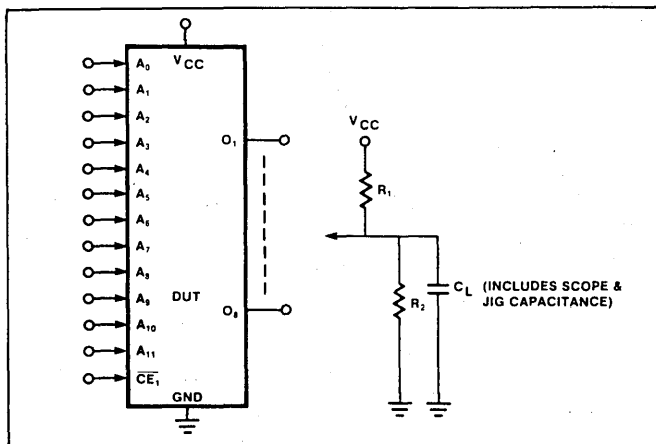 VCC
A0
A1
A2
A3
A4
A5
A6
A7
A8
A9
A10
A11
CE1
O1
DUT
O8
GND
VCC
R1
R2
CL (INCLUDES SCOPE &
JIG CAPACITANCE)